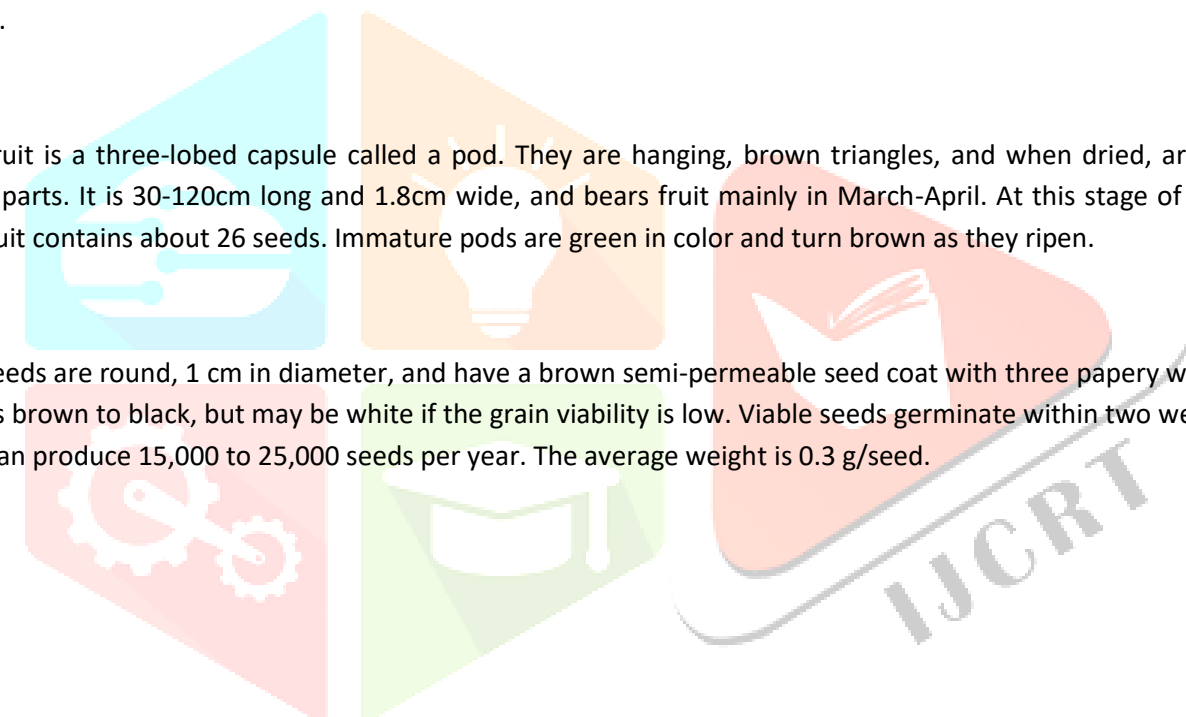 .
ruit is a three-lobed capsule called a pod. They are hanging, brown triangles, and when dried, ar
parts. It is 30-120cm long and 1.8cm wide, and bears fruit mainly in March-April. At this stage of
uit contains about 26 seeds. Immature pods are green in color and turn brown as they ripen.
eeds are round, 1 cm in diameter, and have a brown semi-permeable seed coat with three papery w
s brown to black, but may be white if the grain viability is low. Viable seeds germinate within two we
an produce 15,000 to 25,000 seeds per year. The average weight is 0.3 g/seed.
IJCRT